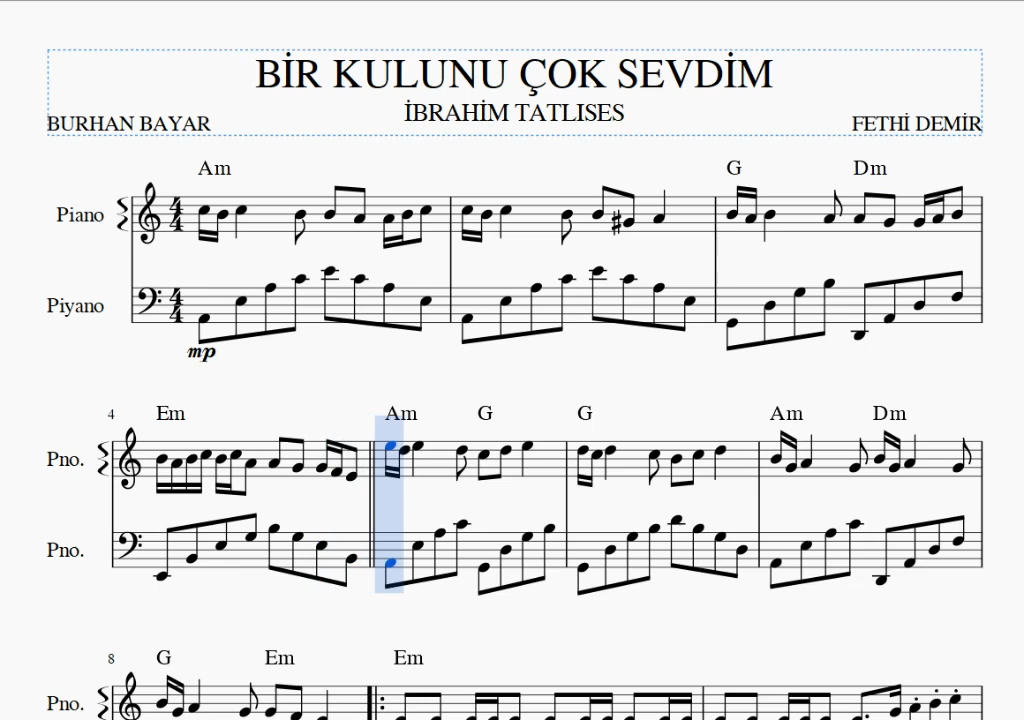 BİR KULUNU ÇOK SEVDİM
İBRAHİM TATLISES
BURHAN BAYAR FETHİ DEMİR
Am G Dm
Piano
4 4
Piyano
4 4
mp
4 Em Am G G Am Dm
Pno.
Pno.
8 G Em Em
Pno.